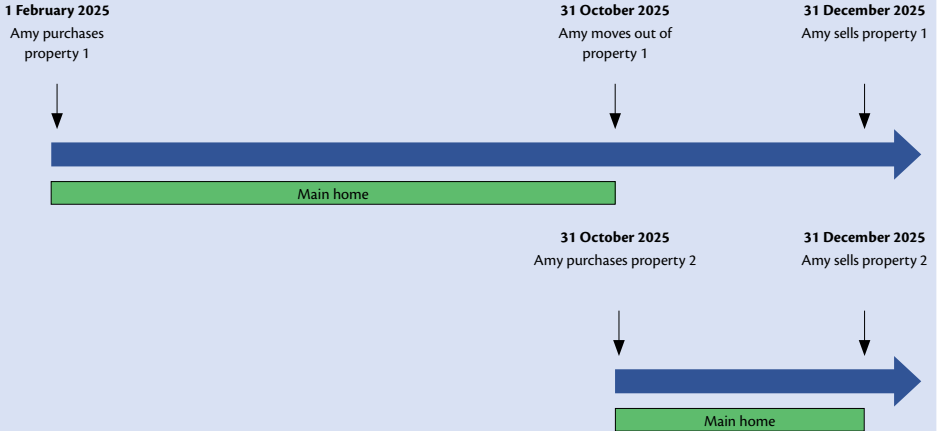 1 February 2025
Amy purchases
property 1
31 October 2025
Amy moves out of
property 1
31 December 2025
Amy sells property 1
Main home
31 October 2025
Amy purchases property 2
31 December 2025
Amy sells property 2
Main home